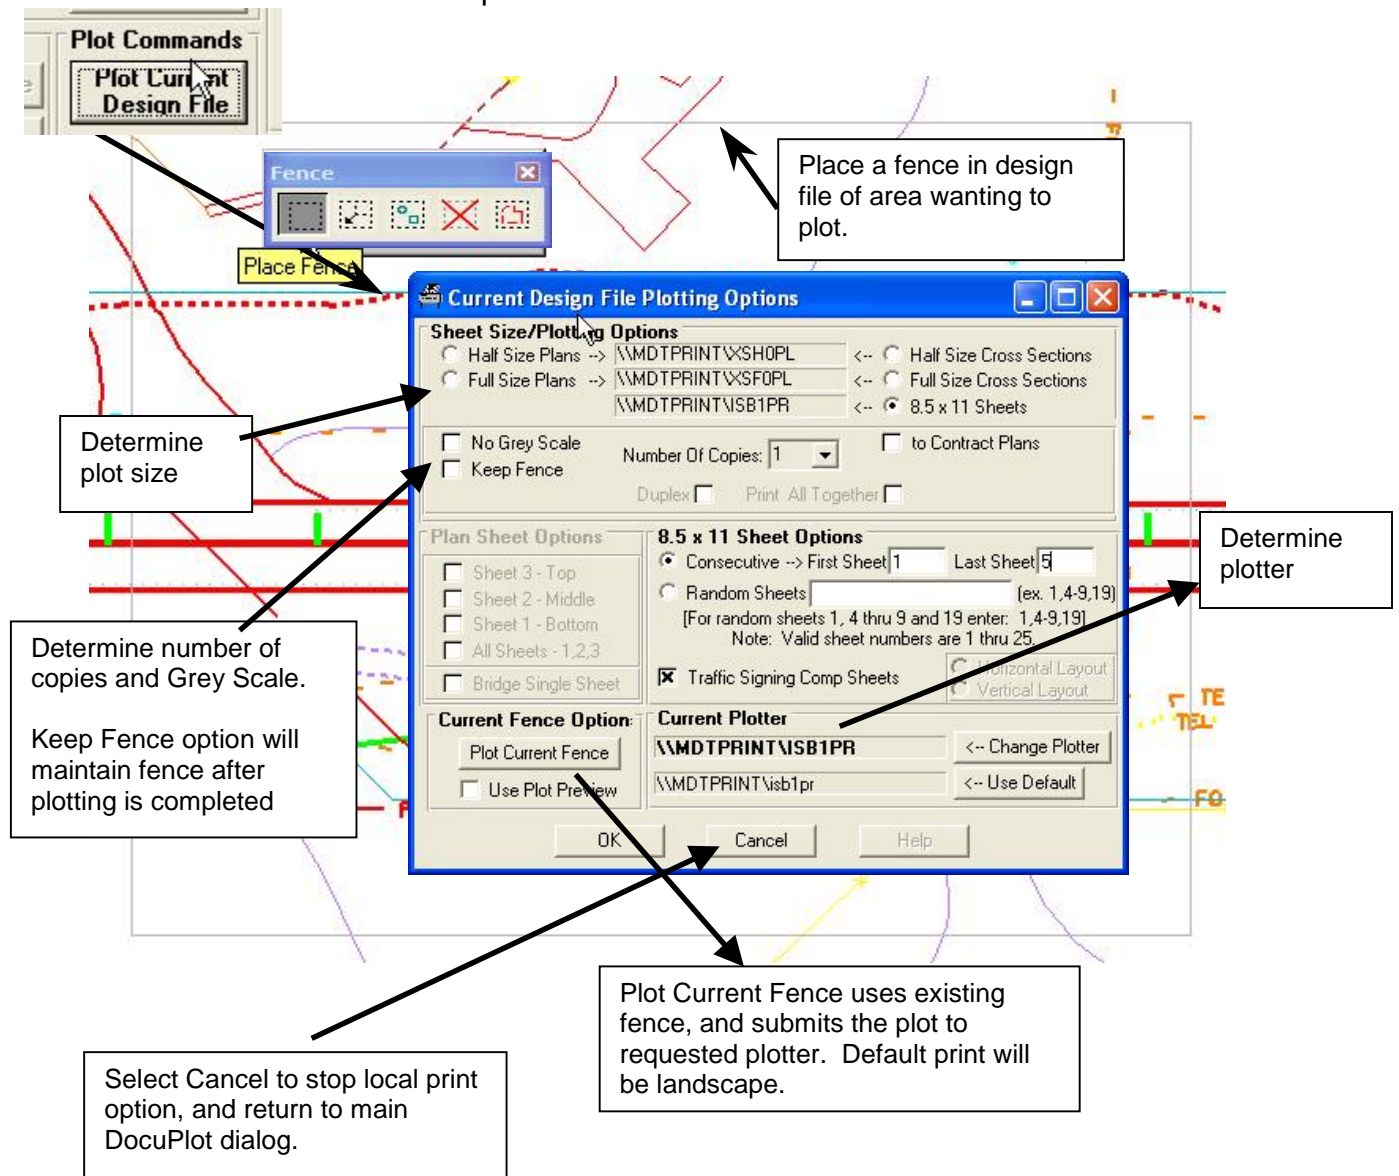 Plot Commands
Plot Current
Design File
Place a fence in design
file of area wanting to
plot.
Fence
Place Fence
Current Design File Plotting Options
Sheet Size/Plotting Options
Half Size Plans --> \\MDTPRINT\XSH0PL <-- Half Size Cross Sections
Full Size Plans --> \\MDTPRINT\XSF0PL <-- Full Size Cross Sections
\\MDTPRINT\ISB1PR <-- 8.5 x 11 Sheets
Determine
plot size
No Grey Scale
Keep Fence
Number Of Copies: 1
to Contract Plans
Duplex Print All Together
Plan Sheet Options
Sheet 3 - Top
Sheet 2 - Middle
Sheet 1 - Bottom
All Sheets - 1,2,3
Bridge Single Sheet
8.5 x 11 Sheet Options
Consecutive --> First Sheet 1 Last Sheet 5
Random Sheets (ex. 1,4-9,19)
[For random sheets 1, 4 thru 9 and 19 enter: 1,4-9,19]
Note: Valid sheet numbers are 1 thru 25.
Traffic Signing Comp Sheets
Horizontal Layout
Vertical Layout
Determine
plotter
Determine number of
copies and Grey Scale.
Keep Fence option will
maintain fence after
plotting is completed
Current Fence Option:
Plot Current Fence
Use Plot Preview
Current Plotter
\\MDTPRINT\ISB1PR <-- Change Plotter
\\MDTPRINT\isb1pr <-- Use Default
OK Cancel Help
TE
TEL
FO
Plot Current Fence uses existing
fence, and submits the plot to
requested plotter. Default print will
be landscape.
Select Cancel to stop local print
option, and return to main
DocuPlot dialog.